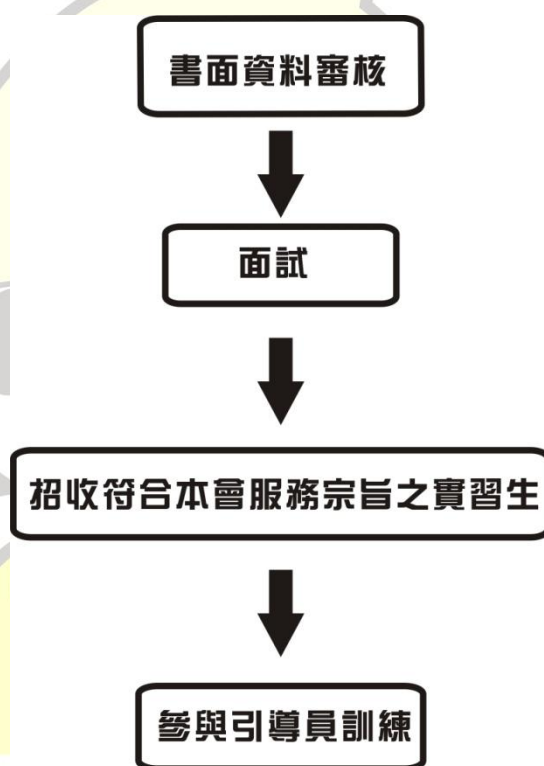 書面資料審核
面試
招收符合本會服務宗旨之實習生
參與引導員訓練